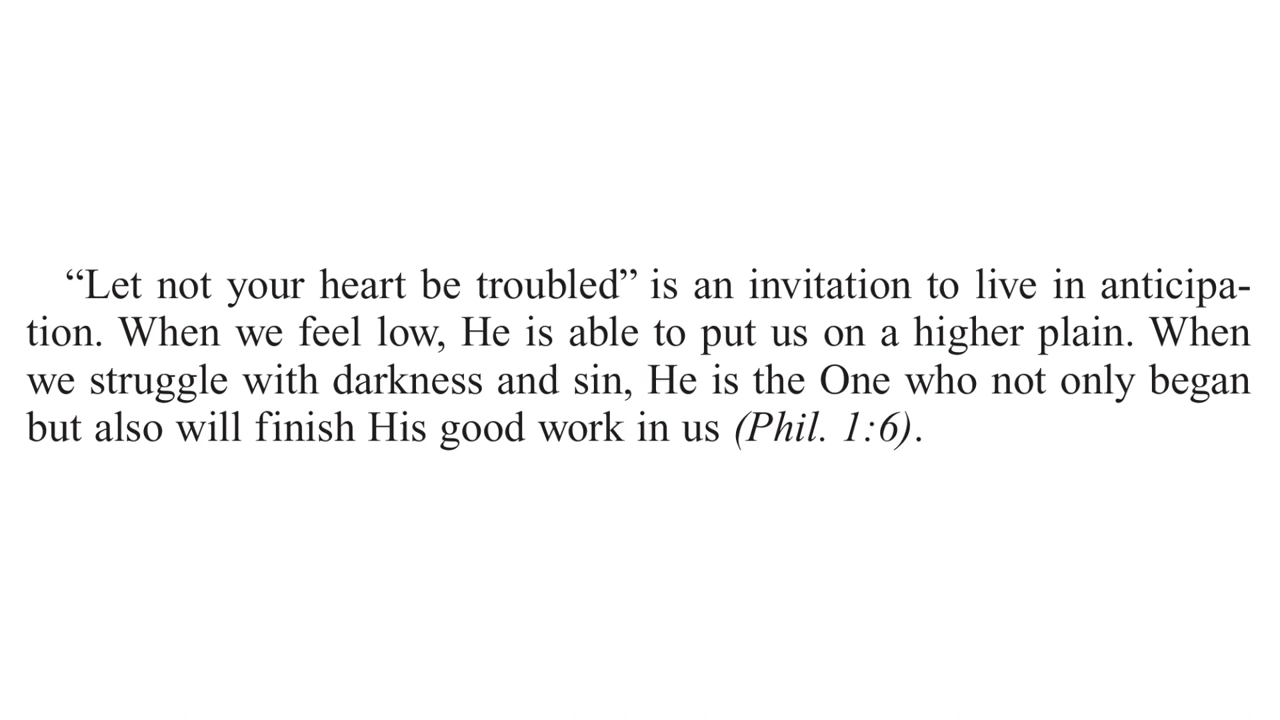 “Let not your heart be troubled” is an invitation to live in anticipa-
tion. When we feel low, He is able to put us on a higher plain. When
we struggle with darkness and sin, He is the One who not only began
but also will finish His good work in us (Phil. 1:6).